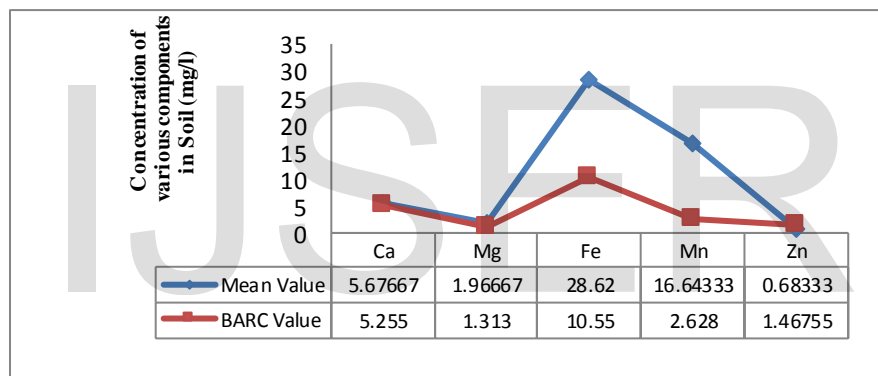 Concentration of
various components
in Soil (mg/l)
35
30
25
20
15
10
5
0
IJSER
Ca Mg Fe Mn Zn
Mean Value 5.67667 1.96667 28.62 16.64333 0.68333
BARC Value 5.255 1.313 10.55 2.628 1.46755